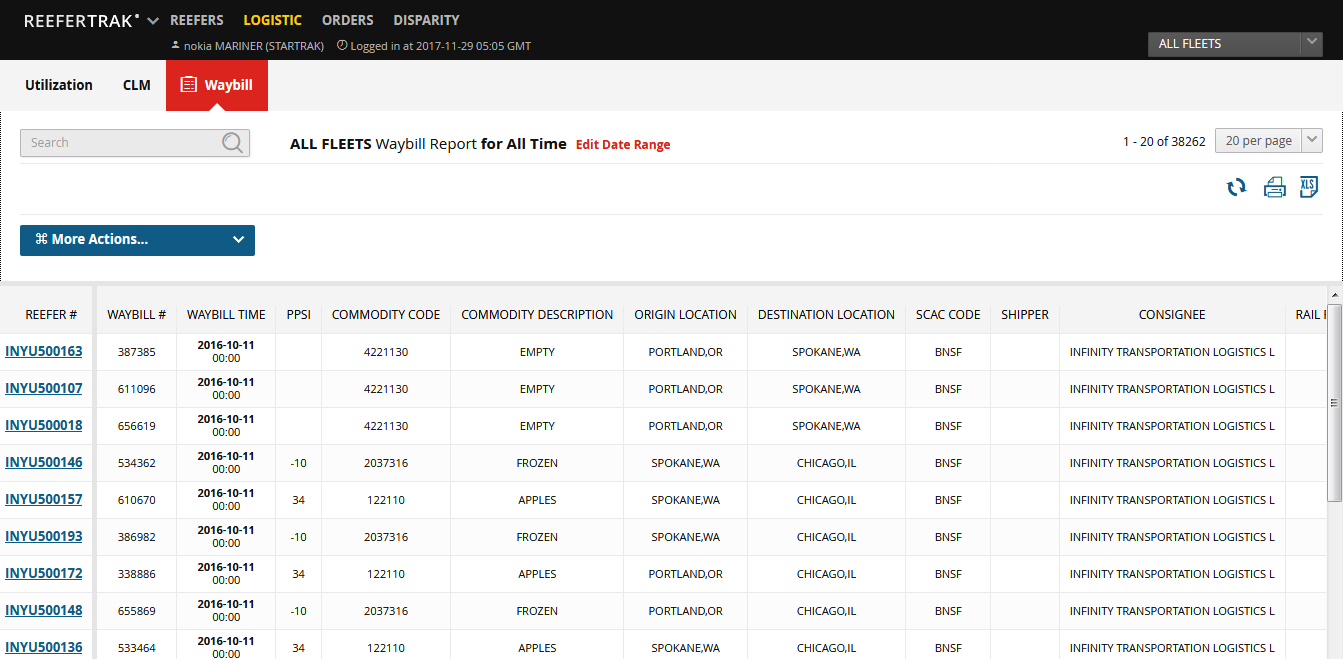 REEFERTRAK
REEFERS LOGISTIC ORDERS DISPARITY
nokia MARINER (STARTRAK) Logged in at 2017-11-29 05:05 GMT
ALL FLEETS
Utilization CLM Waybill
Search
ALL FLEETS Waybill Report for All Time Edit Date Range
1 - 20 of 38262 20 per page
XLS
⌘ More Actions...
REEFER # WAYBILL # WAYBILL TIME PPSI COMMODITY CODE COMMODITY DESCRIPTION ORIGIN LOCATION DESTINATION LOCATION SCAC CODE SHIPPER CONSIGNEE RAIL
INYU500163 387385 2016-10-11 00:00 4221130 EMPTY PORTLAND,OR SPOKANE,WA BNSF INFINITY TRANSPORTATION LOGISTICS L
INYU500107 611096 2016-10-11 00:00 4221130 EMPTY PORTLAND,OR SPOKANE,WA BNSF INFINITY TRANSPORTATION LOGISTICS L
INYU500018 656619 2016-10-11 00:00 4221130 EMPTY PORTLAND,OR SPOKANE,WA BNSF INFINITY TRANSPORTATION LOGISTICS L
INYU500146 534362 2016-10-11 00:00 -10 2037316 FROZEN SPOKANE,WA CHICAGO,IL BNSF INFINITY TRANSPORTATION LOGISTICS L
INYU500157 610670 2016-10-11 00:00 34 122110 APPLES SPOKANE,WA CHICAGO,IL BNSF INFINITY TRANSPORTATION LOGISTICS L
INYU500193 386982 2016-10-11 00:00 -10 2037316 FROZEN SPOKANE,WA CHICAGO,IL BNSF INFINITY TRANSPORTATION LOGISTICS L
INYU500172 338886 2016-10-11 00:00 34 122110 APPLES PORTLAND,OR CHICAGO,IL BNSF INFINITY TRANSPORTATION LOGISTICS L
INYU500148 655869 2016-10-11 00:00 -10 2037316 FROZEN PORTLAND,OR CHICAGO,IL BNSF INFINITY TRANSPORTATION LOGISTICS L
INYU500136 533464 2016-10-11 00:00 34 122110 APPLES SPOKANE,WA CHICAGO,IL BNSF INFINITY TRANSPORTATION LOGISTICS L